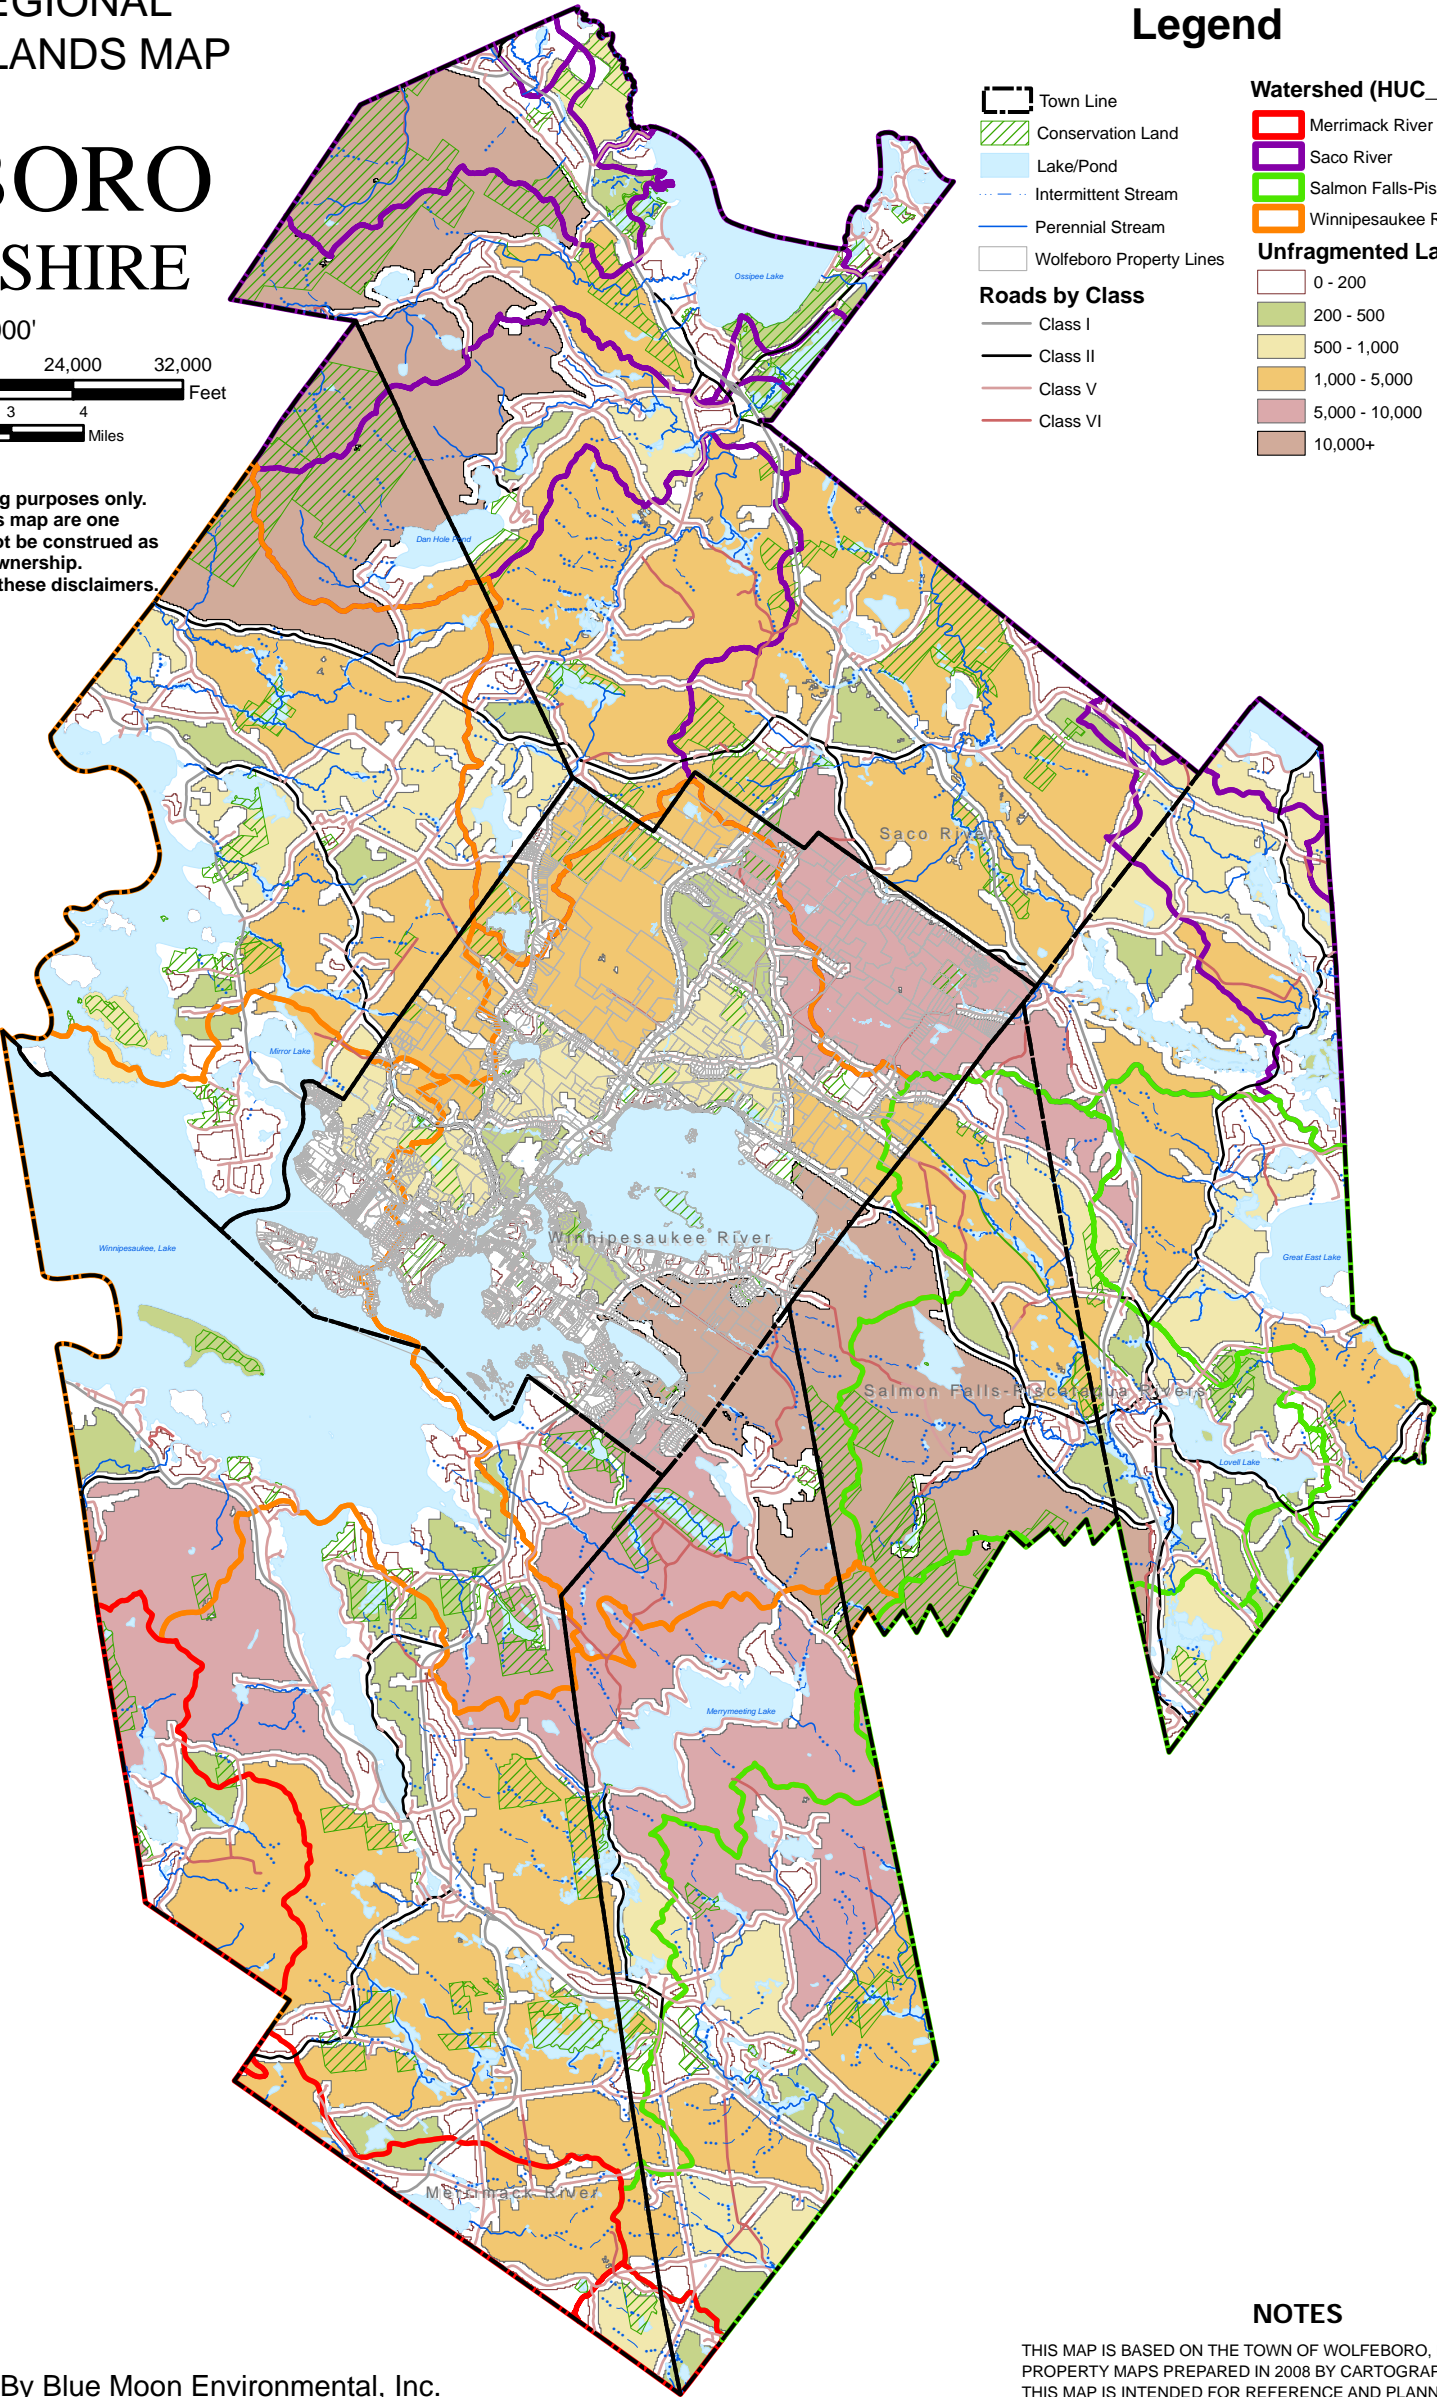 EGIONAL
LANDS MAP
BORO
SHIRE
000'
24,000 32,000
Feet
3 4
Miles
g purposes only.
s map are one
ot be construed as
wnership.
these disclaimers.
Legend
Town Line
Conservation Land
Lake/Pond
Intermittent Stream
Perennial Stream
Wolfeboro Property Lines
Roads by Class
Class I
Class II
Class V
Class VI
Watershed (HUC_
Merrimack River
Saco River
Salmon Falls-Pis
Winnipesaukee R
Unfragmented La
0 - 200
200 - 500
500 - 1,000
1,000 - 5,000
5,000 - 10,000
10,000+
Ossipee Lake
Dan Hole Pond
Saco River
Mirror Lake
Winnipesaukee River
Winnipesaukee, Lake
Great East Lake
Salmon Falls-Piscataqua Rivers
Lovell Lake
Merrymeeting Lake
Merrimack River
NOTES
THIS MAP IS BASED ON THE TOWN OF WOLFEBORO,
PROPERTY MAPS PREPARED IN 2008 BY CARTOGRAP
THIS MAP IS INTENDED FOR REFERENCE AND PLANN
By Blue Moon Environmental, Inc.